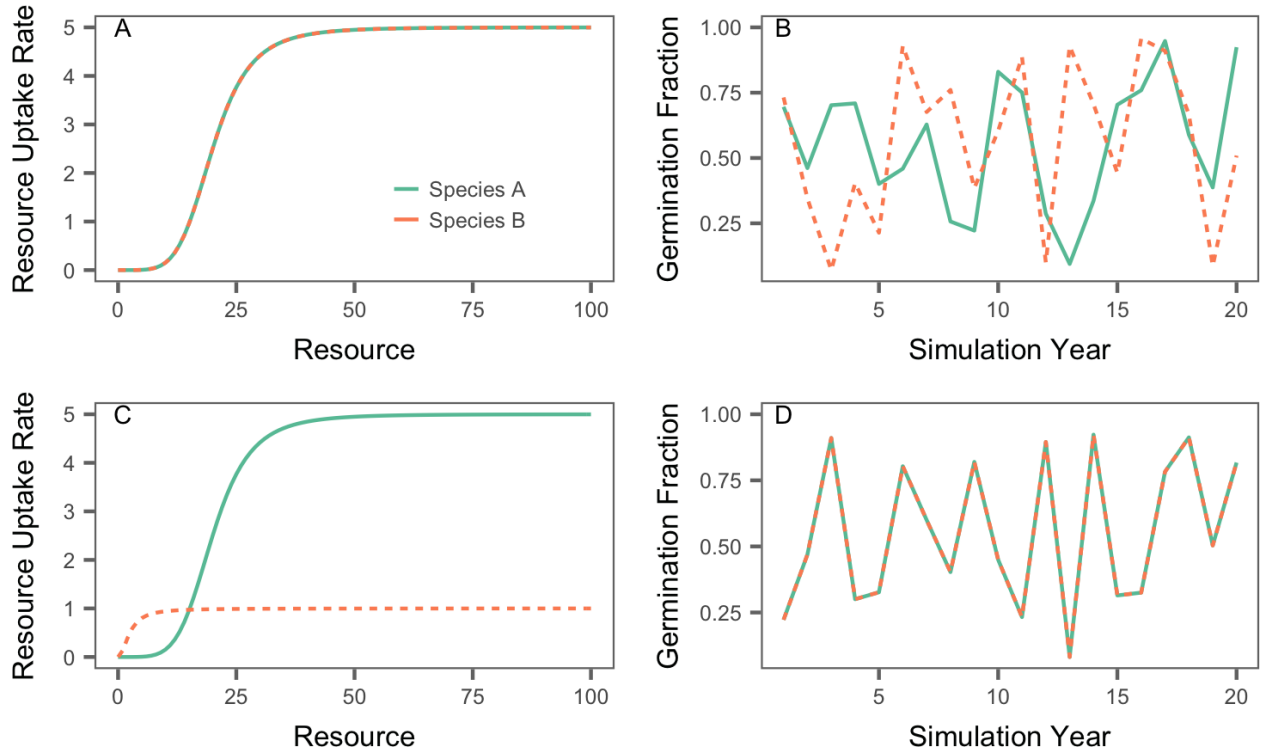 A
Resource Uptake Rate
5
4
3
2
1
0
Species A
Species B
0 25 50 75 100
Resource
B
Germination Fraction
1.00
0.75
0.50
0.25
5 10 15 20
Simulation Year
C
Resource Uptake Rate
5
4
3
2
1
0
0 25 50 75 100
Resource
D
Germination Fraction
1.00
0.75
0.50
0.25
5 10 15 20
Simulation Year